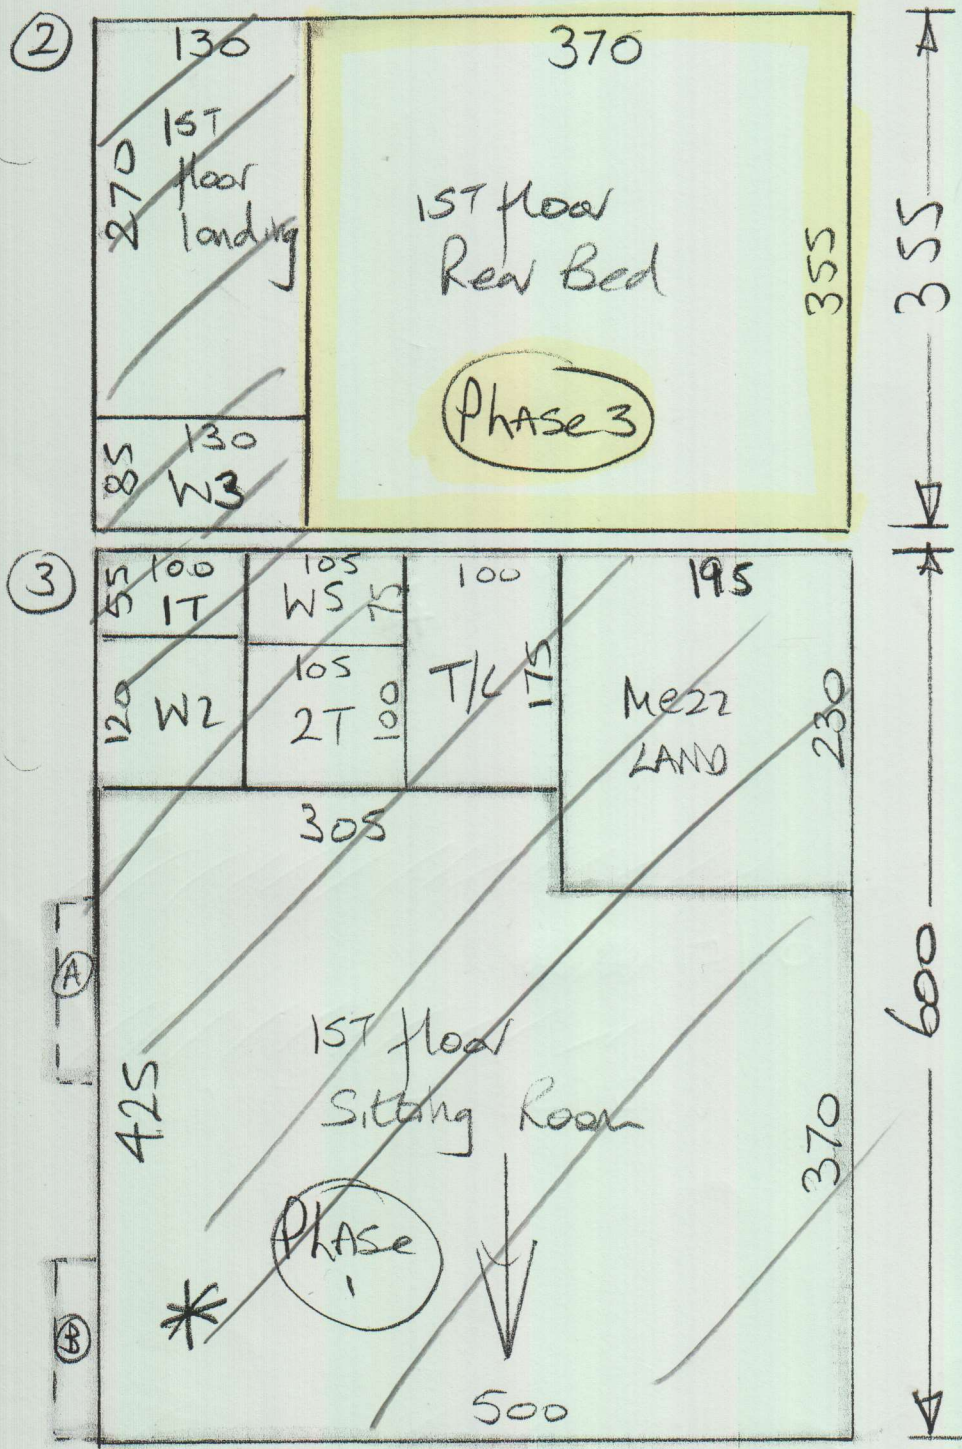 2
130
370
1ST
floor
landing
270
1ST floor
Rear Bed
355
355
Phase 3
130
85
W3
3
55
100
1T
105
W5
75
100
195
120
W2
105
2T
100
T/L
175
Mezz
LAND
230
305
A
600
1ST floor
Sitting Room
425
370
Phase
1
*
B
500